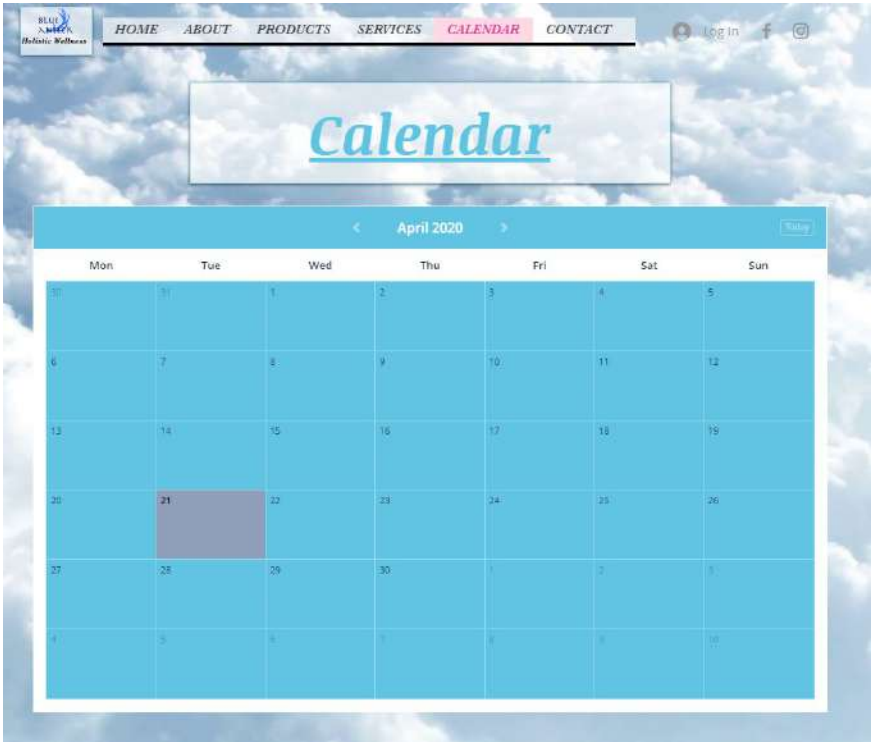 BLUE
Holistic Wellness
HOME ABOUT PRODUCTS SERVICES CALENDAR CONTACT Log In
Calendar
April 2020 Today
Mon Tue Wed Thu Fri Sat Sun
30 31 1 2 3 4 5
6 7 8 9 10 11 12
13 14 15 16 17 18 19
20 21 22 23 24 25 26
27 28 29 30 1 2 3
4 5 6 7 8 9 10